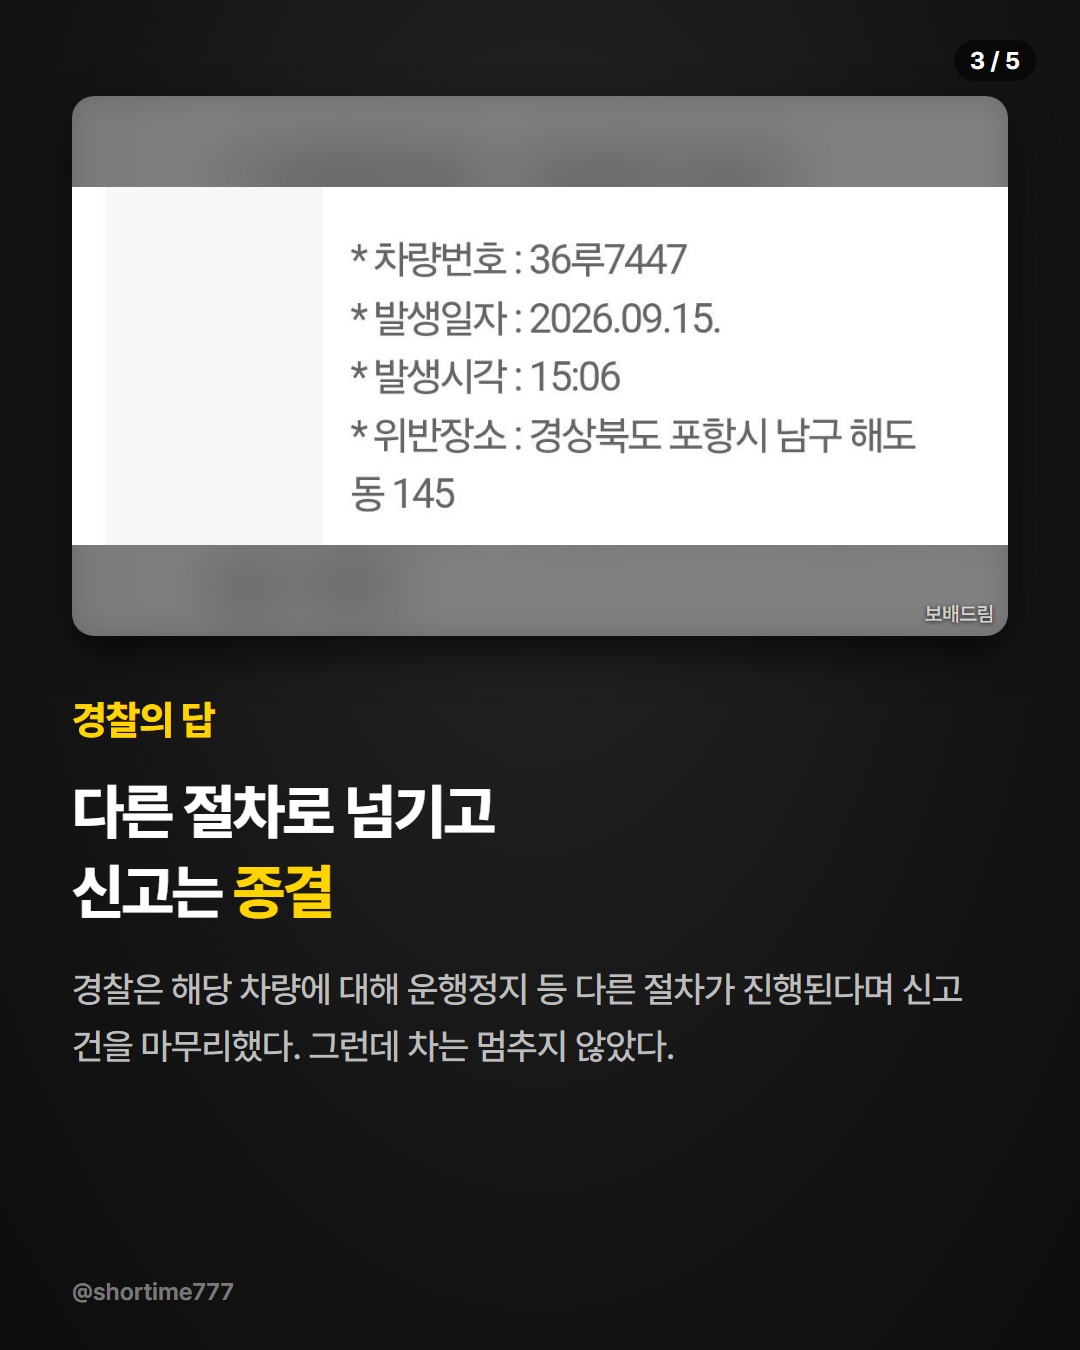 3 / 5
* 차량번호 : 36루7447
* 발생일자 : 2026.09.15.
* 발생시각 : 15:06
* 위반장소 : 경상북도 포항시 남구 해도
동 145
보배드림
경찰의 답
다른 절차로 넘기고
신고는 종결
경찰은 해당 차량에 대해 운행정지 등 다른 절차가 진행된다며 신고
건을 마무리했다. 그런데 차는 멈추지 않았다.
@shortime777